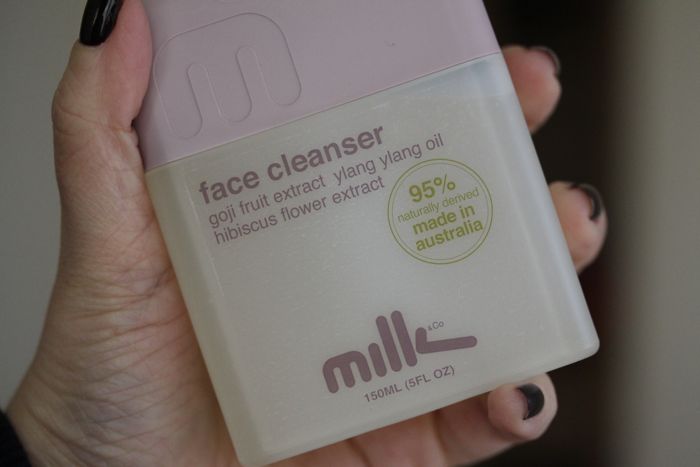 m
face cleanser
goji fruit extract ylang ylang oil
hibiscus flower extract
95%
naturally derived
made in
australia
milk &Co
150ML (5FL OZ)